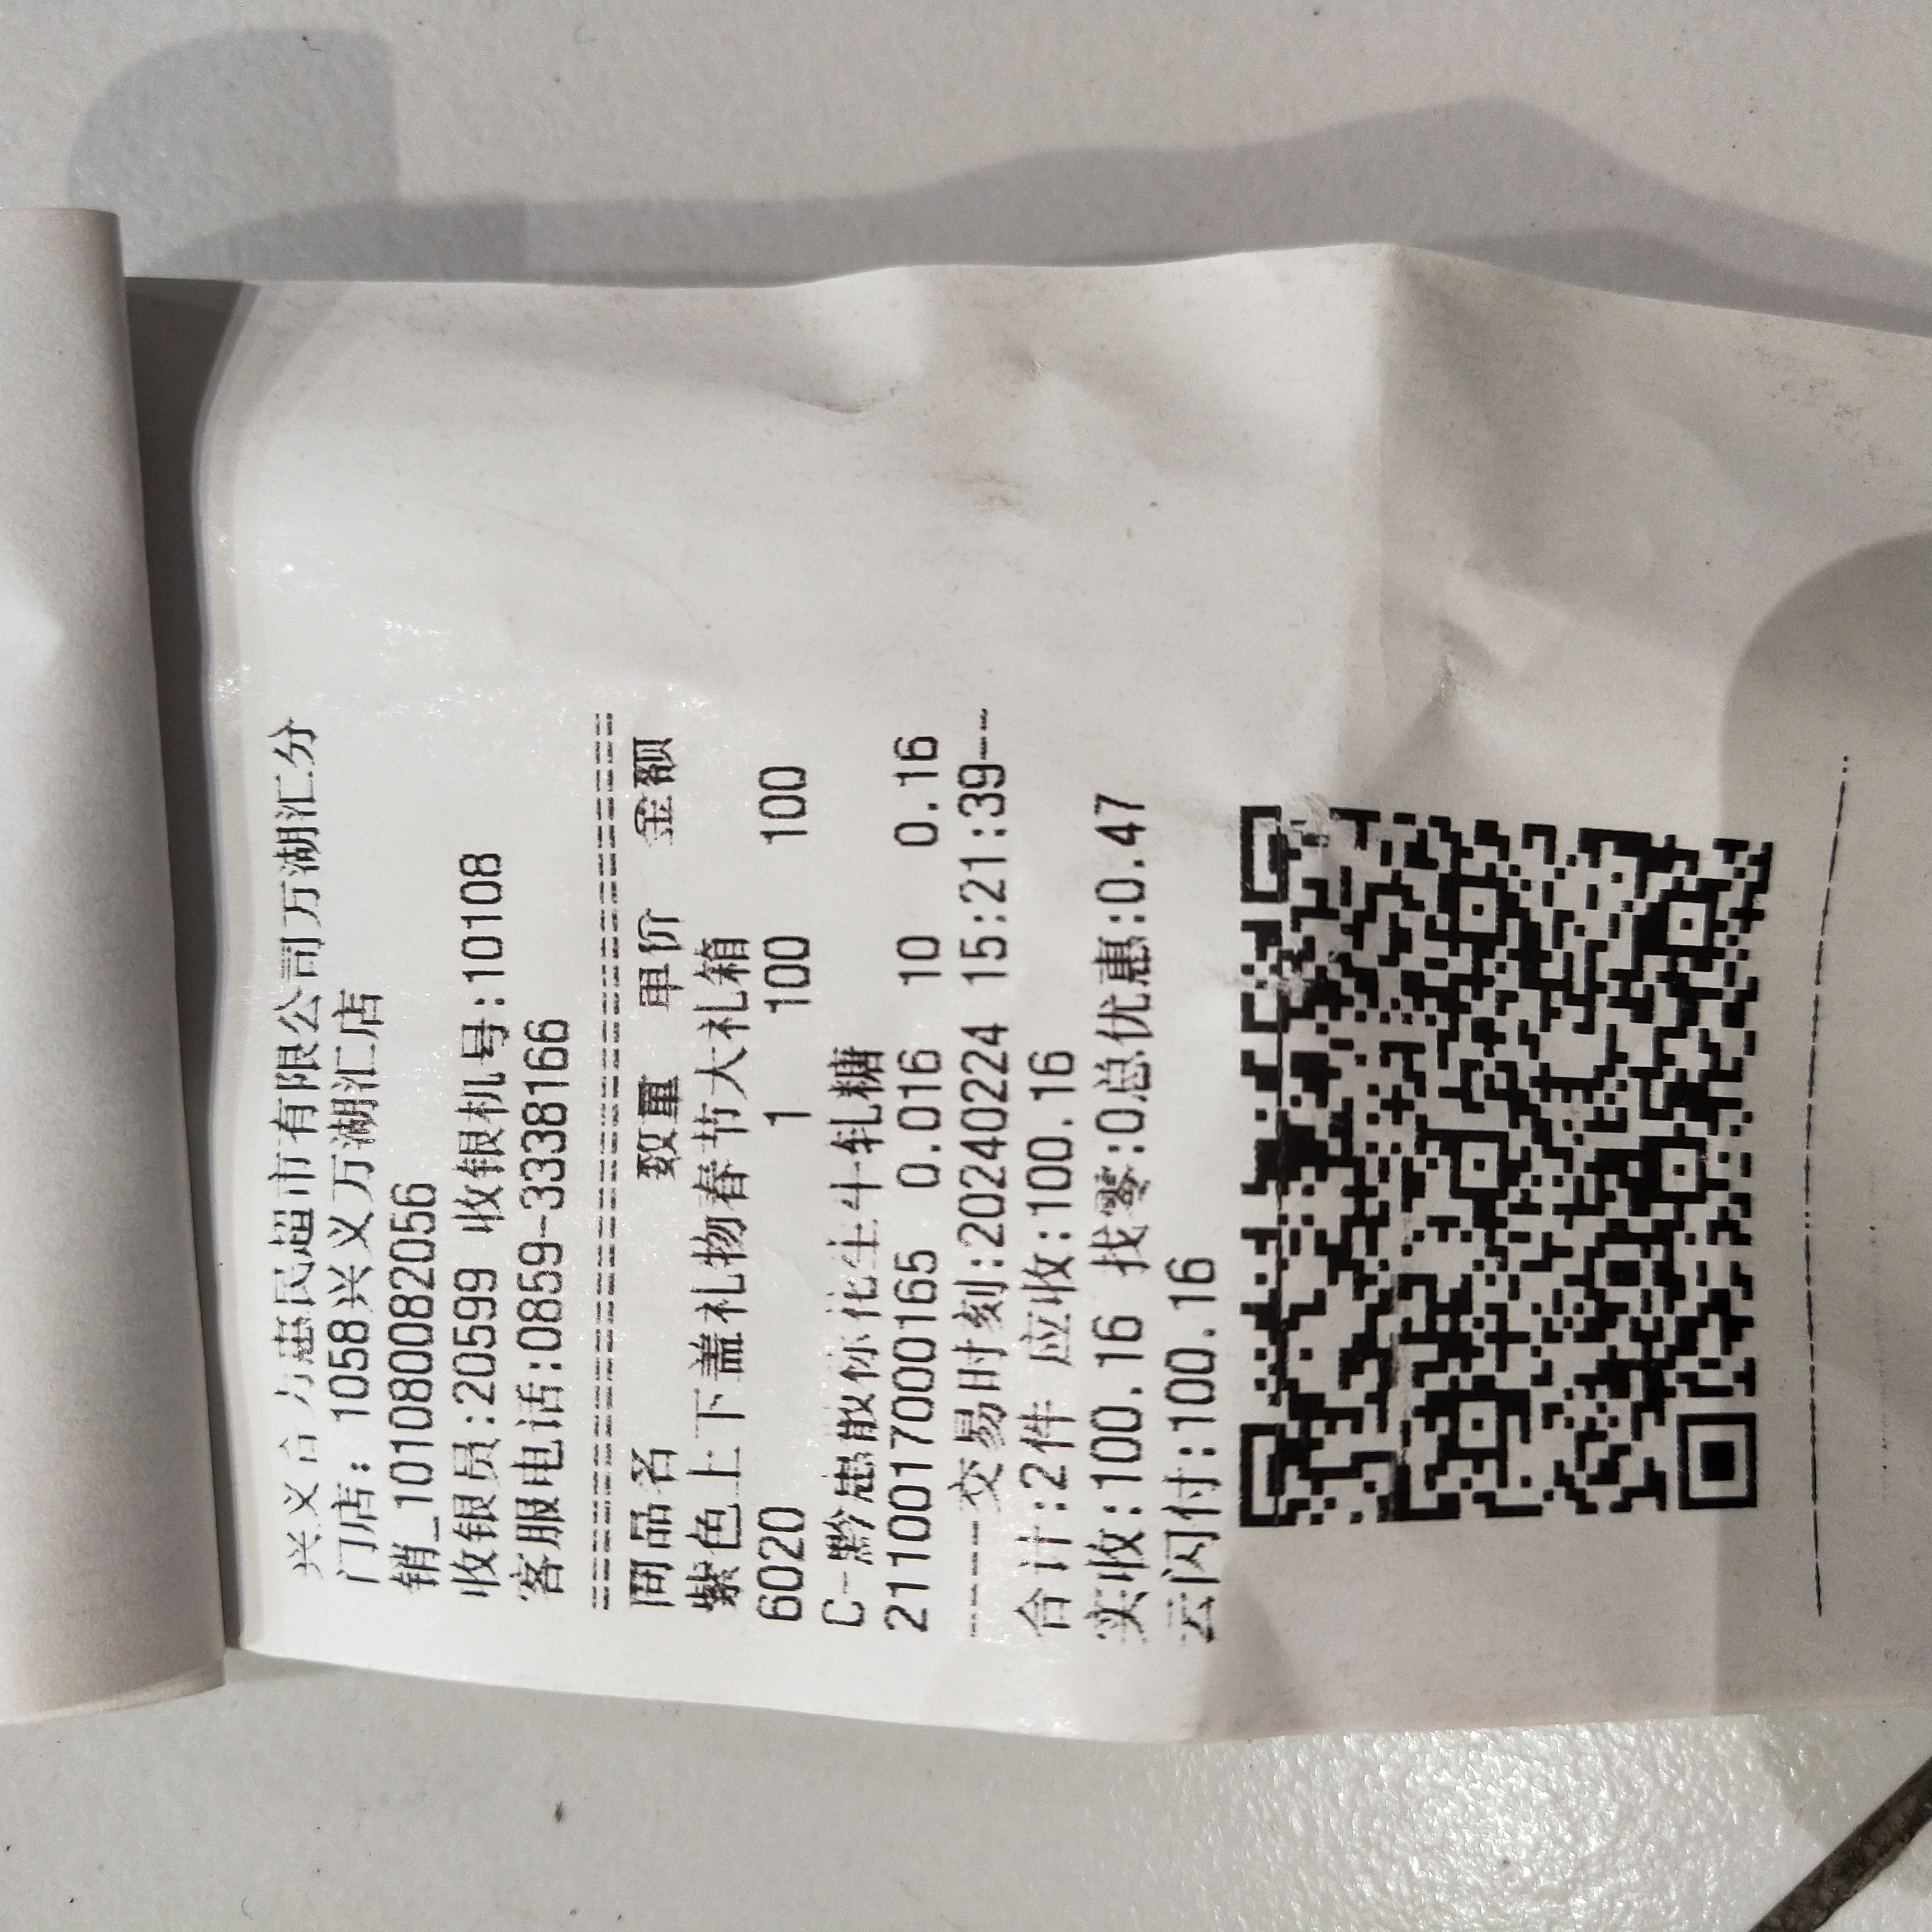 兴义合力惠民超市有限公司万湖汇分
门店: 1058兴义万湖汇店
销_101080082056
收银员:20599 收银机号:10108
客服电话:0859-3338166
================================
商品名 数量 单价 金额
紫色上下盖礼物春节大礼箱
6020 1 100 100
C-黔惠散称花生牛轧糖
2110017000165 0.016 10 0.16
----交易时刻:20240224 15:21:39--
合计:2件 应收:100.16
实收:100.16 找零:0总优惠:0.47
云闪付:100.16